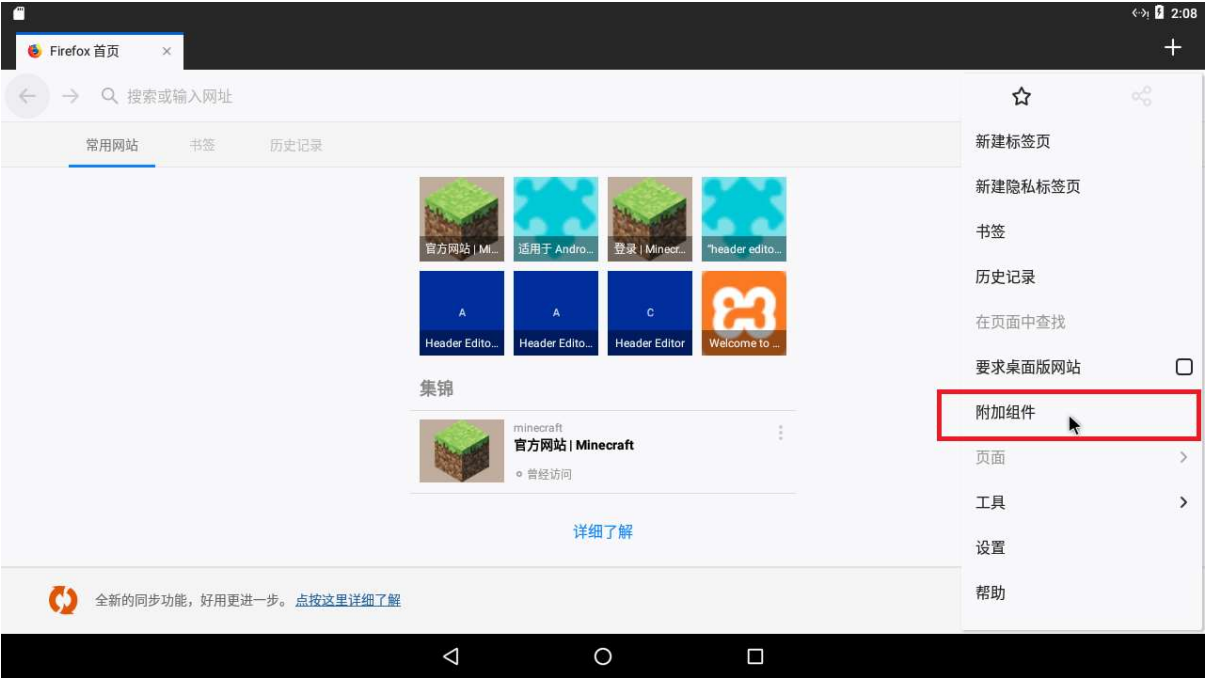 2:08
Firefox 首页
搜索或输入网址
常用网站
书签
历史记录
官方网站 | Mi...
适用于 Andro...
登录 | Minecr...
“header edito...
A
Header Edito...
A
Header Edito...
C
Header Editor
Welcome to ...
集锦
minecraft
官方网站 | Minecraft
曾经访问
详细了解
全新的同步功能，好用更进一步。 点按这里详细了解
新建标签页
新建隐私标签页
书签
历史记录
在页面中查找
要求桌面版网站
附加组件
页面
工具
设置
帮助